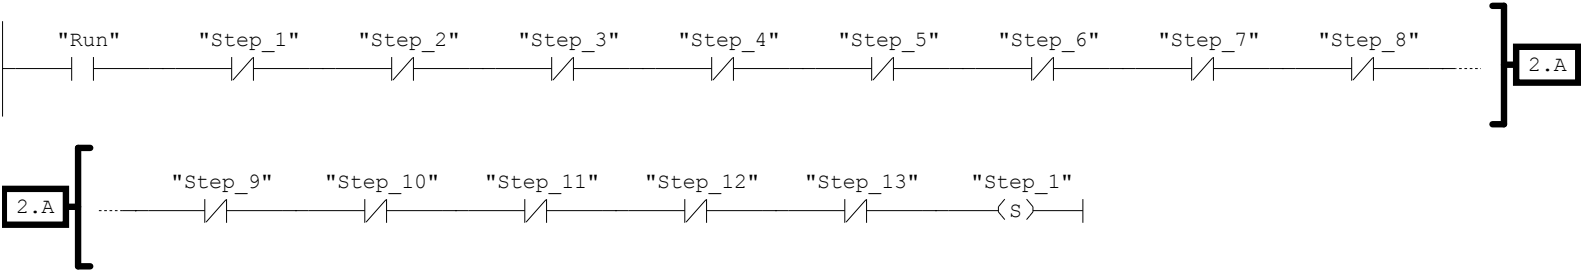 "Run" "Step_1" "Step_2" "Step_3" "Step_4" "Step_5" "Step_6" "Step_7" "Step_8"
2.A
"Step_9" "Step_10" "Step_11" "Step_12" "Step_13" "Step_1"
2.A S